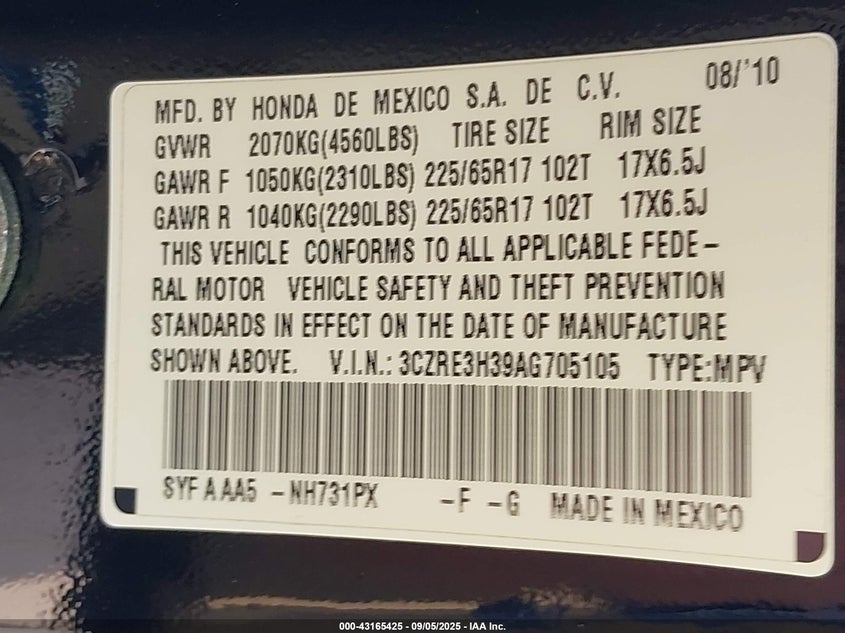 MFD. BY HONDA DE MEXICO S.A. DE C.V. 08/'10
GVWR 2070KG(4560LBS) TIRE SIZE RIM SIZE
GAWR F 1050KG(2310LBS) 225/65R17 102T 17X6.5J
GAWR R 1040KG(2290LBS) 225/65R17 102T 17X6.5J
THIS VEHICLE CONFORMS TO ALL APPLICABLE FEDE-
RAL MOTOR VEHICLE SAFETY AND THEFT PREVENTION
STANDARDS IN EFFECT ON THE DATE OF MANUFACTURE
SHOWN ABOVE. V.I.N.: 3CZRE3H39AG705105 TYPE:MPV
SYF A AA5 -NH731PX -F -G MADE IN MEXICO
000-43165425 - 09/05/2025 - IAA Inc.